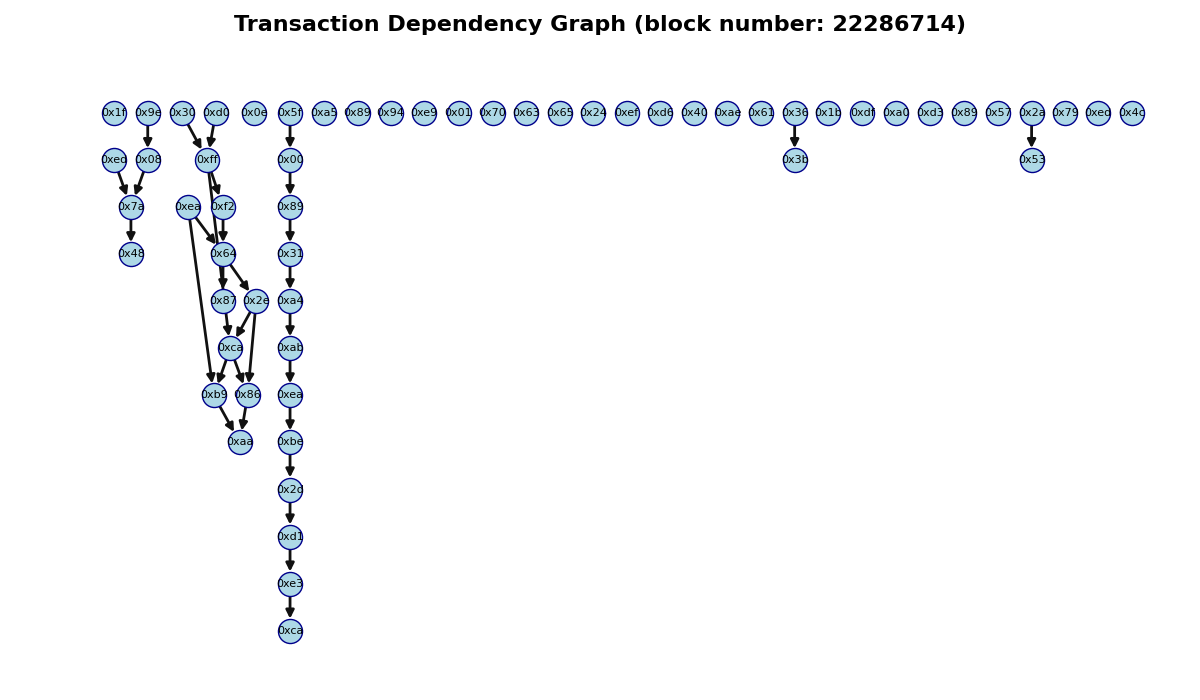 Transaction Dependency Graph (block number: 22286714)
0x1f 0x9e 0x30 0xd0 0x0e 0x5f 0xa5 0x89 0x94 0xe9 0x01 0x70 0x63 0x65 0x24 0xef 0xd6 0x40 0xae 0x61 0x36 0x1b 0xdf 0xa0 0xd3 0x89 0x57 0x2a 0x79 0xed 0x4c
0xed 0x08 0xff 0x00 0x3b 0x53
0x7a 0xea 0xf2 0x89
0x48 0x64 0x31
0x87 0x2e 0xa4
0xca 0xab
0xb9 0x86 0xea
0xaa 0xbe
0x2d
0xd1
0xe3
0xca